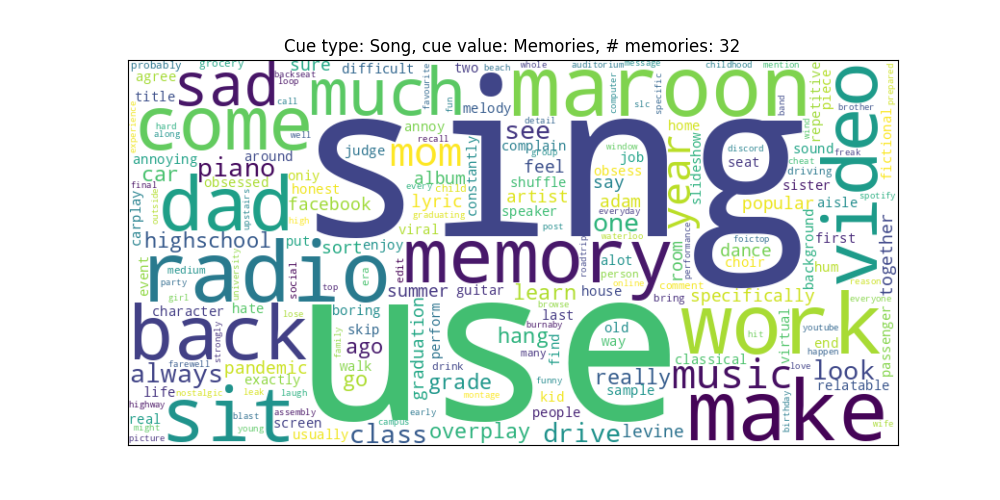 Cue type: Song, cue value: Memories, # memories: 32
probably grocery sure difficult two beach whole auditorium message childhood mention
agree backseat sad loop much favourite fun maroon computer slc specific video repetitive piece prepared
title call melody band brother
experience come hard along well annoy recall detail group see complain window home discord wind sound fictional
annoying around judge mom feel job obsess year slideshow seat cheat freak
car piano obsessed only honest album every child constantly shuffle say sister driving spotify
final dad facebook lyric artist adam popular aisle
carplay outside upstairs high graduating speaker post one everyday
viral sing waterloo room performance dance choir background first together
highschool put sort enjoy memory roadtrip alot foictop hum
event medium radio university social era edit person online comment reason
party girl top summer guitar learn house bring specifically everyone
character hate lose boring browse last old work virtual youtube
back strongly family skip graduation perform hang burnaby find way hit end passenger
farewell pandemic ago walk many classical happen
always nostalgic exactly go use drink grade funny really music love look
life leak laugh montage kid sample make relatable
highway real sit blast assembly early people birthday
might young screen campus
picture usually class overplay drive levine wife